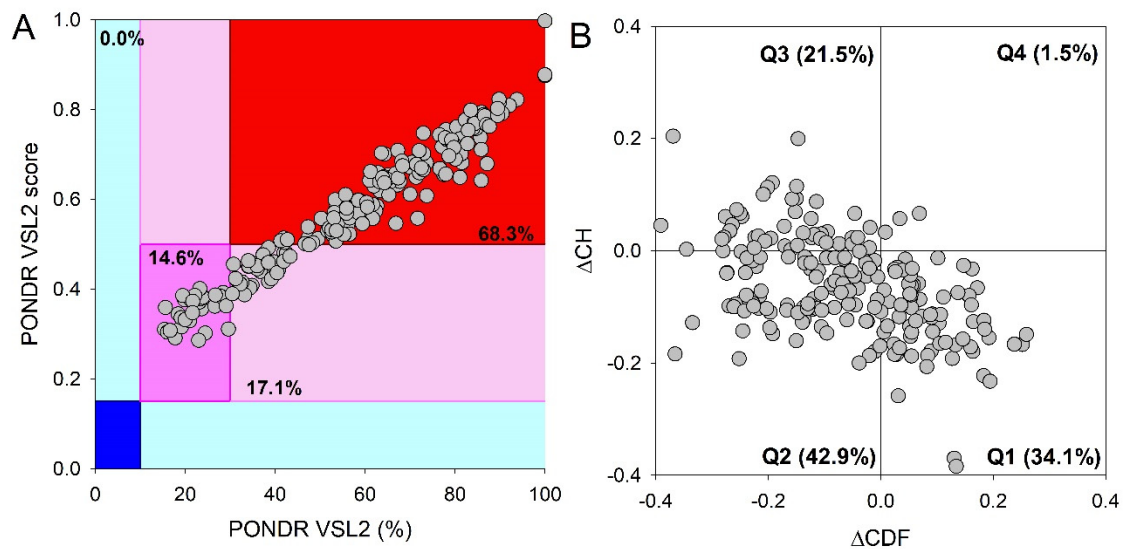 A
1.0
0.8
0.6
0.4
0.2
0.0
PONDR VSL2 score
0.0%
68.3%
14.6%
17.1%
0
20
40
60
80
100
PONDR VSL2 (%)
B
0.4
0.2
0.0
-0.2
-0.4
ΔCH
Q3 (21.5%)
Q4 (1.5%)
Q2 (42.9%)
Q1 (34.1%)
-0.4
-0.2
0.0
0.2
0.4
ΔCDF